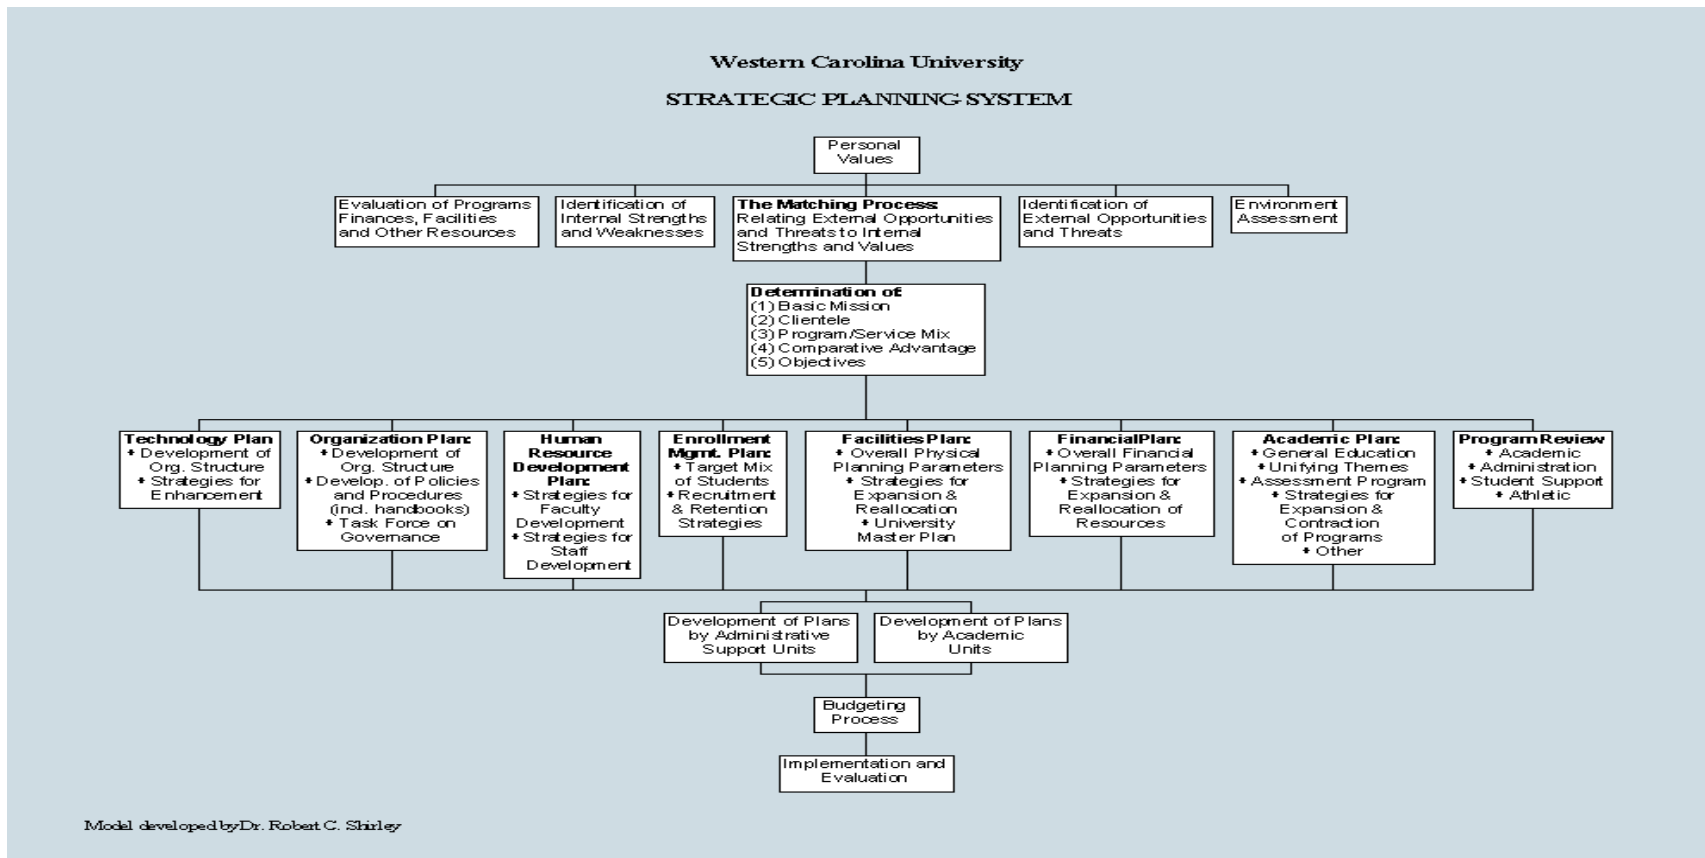 Western Carolina University
STRATEGIC PLANNING SYSTEM
Personal
Values
Evaluation of Programs
Finances, Facilities
and Other Resources
Identification of
Internal Strengths
and Weaknesses
The Matching Process:
Relating External Opportunities
and Threats to Internal
Strengths and Values
Identification of
External Opportunities
and Threats
Environment
Assessment
Determination of:
(1) Basic Mission
(2) Clientele
(3) Program/Service Mix
(4) Comparative Advantage
(5) Objectives
Technology Plan
• Development of
Org. Structure
• Strategies for
Enhancement
Organization Plan:
• Development of
Org. Structure
• Develop. of Policies
and Procedures
(incl. handbooks)
• Task Force on
Governance
Human
Resource
Development
Plan:
• Strategies for
Faculty
Development
• Strategies for
Staff
Development
Enrollment
Mgmt. Plan:
• Target Mix
of Students
• Recruitment
& Retention
Strategies
Facilities Plan:
• Overall Physical
Planning Parameters
• Strategies for
Expansion &
Reallocation
• University
Master Plan
Financial Plan:
• Overall Financial
Planning Parameters
• Strategies for
Expansion &
Reallocation of
Resources
Academic Plan:
• General Education
• Unifying Themes
• Assessment Program
• Strategies for
Expansion &
Contraction
of Programs
• Other
Program Review
• Academic
• Administration
• Student Support
• Athletic
Development of Plans
by Administrative
Support Units
Development of Plans
by Academic
Units
Budgeting
Process
Implementation and
Evaluation
Model developed by Dr. Robert C. Shirley